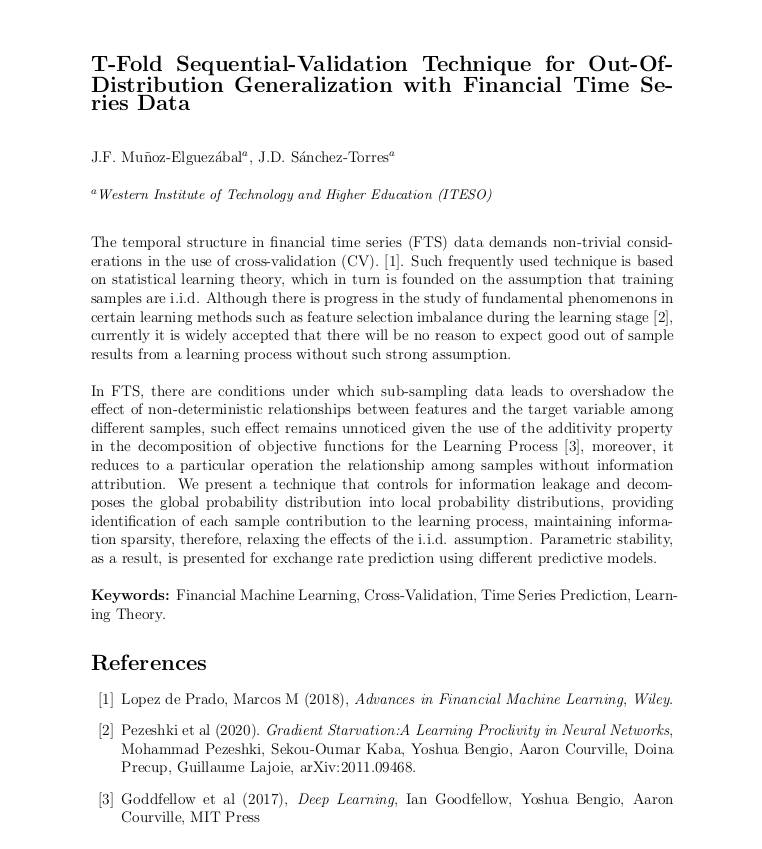 T-Fold Sequential-Validation Technique for Out-Of-
Distribution Generalization with Financial Time Se-
ries Data
J.F. Muñoz-Elguezábalᵃ, J.D. Sánchez-Torresᵃ
ᵃWestern Institute of Technology and Higher Education (ITESO)
The temporal structure in financial time series (FTS) data demands non-trivial consid-
erations in the use of cross-validation (CV). [1]. Such frequently used technique is based
on statistical learning theory, which in turn is founded on the assumption that training
samples are i.i.d. Although there is progress in the study of fundamental phenomenons in
certain learning methods such as feature selection imbalance during the learning stage [2],
currently it is widely accepted that there will be no reason to expect good out of sample
results from a learning process without such strong assumption.
In FTS, there are conditions under which sub-sampling data leads to overshadow the
effect of non-deterministic relationships between features and the target variable among
different samples, such effect remains unnoticed given the use of the additivity property
in the decomposition of objective functions for the Learning Process [3], moreover, it
reduces to a particular operation the relationship among samples without information
attribution. We present a technique that controls for information leakage and decom-
poses the global probability distribution into local probability distributions, providing
identification of each sample contribution to the learning process, maintaining informa-
tion sparsity, therefore, relaxing the effects of the i.i.d. assumption. Parametric stability,
as a result, is presented for exchange rate prediction using different predictive models.
Keywords: Financial Machine Learning, Cross-Validation, Time Series Prediction, Learn-
ing Theory.
References
[1] Lopez de Prado, Marcos M (2018), Advances in Financial Machine Learning, Wiley.
[2] Pezeshki et al (2020). Gradient Starvation:A Learning Proclivity in Neural Networks,
Mohammad Pezeshki, Sekou-Oumar Kaba, Yoshua Bengio, Aaron Courville, Doina
Precup, Guillaume Lajoie, arXiv:2011.09468.
[3] Goddfellow et al (2017), Deep Learning, Ian Goodfellow, Yoshua Bengio, Aaron
Courville, MIT Press